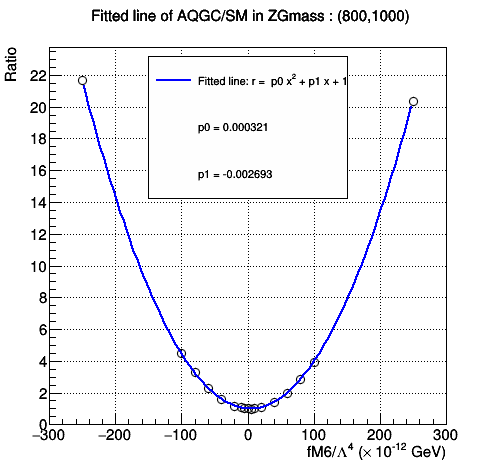 Fitted line of AQGC/SM in ZGmass : (800,1000)
Ratio
Fitted line: r = p0 x² + p1 x + 1
p0 = 0.000321
p1 = -0.002693
22
20
18
16
14
12
10
8
6
4
2
0
−300 −200 −100 0 100 200 300
fM6/Λ⁴ (× 10⁻¹² GeV)